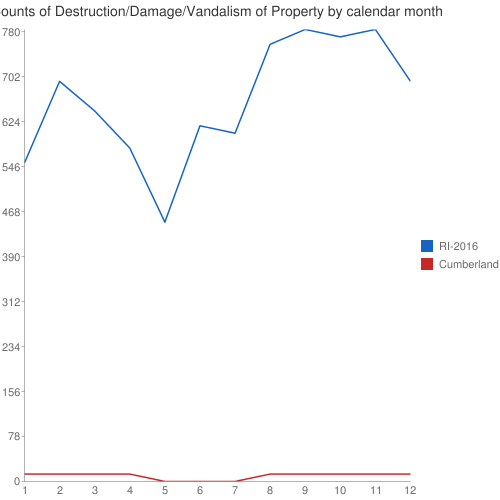 ounts of Destruction/Damage/Vandalism of Property by calendar month
780
702
624
546
468
390
312
234
156
78
0
1 2 3 4 5 6 7 8 9 10 11 12
RI-2016
Cumberland